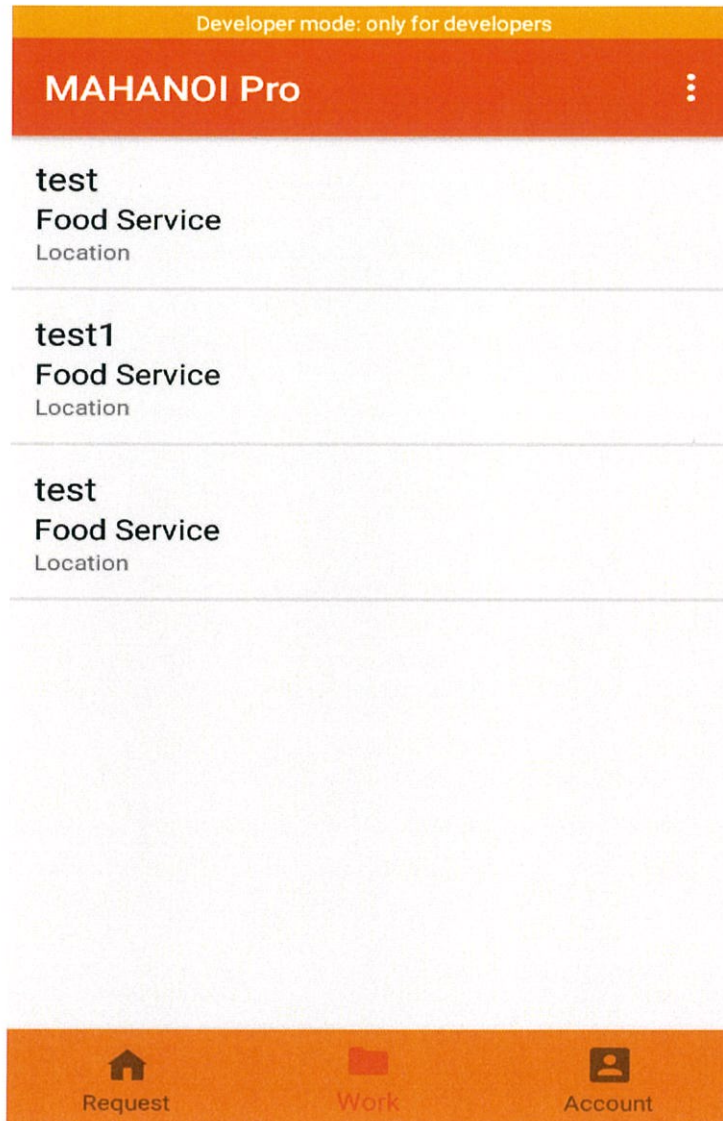 Developer mode: only for developers
MAHANOI Pro
test
Food Service
Location
test1
Food Service
Location
test
Food Service
Location
Request
Work
Account